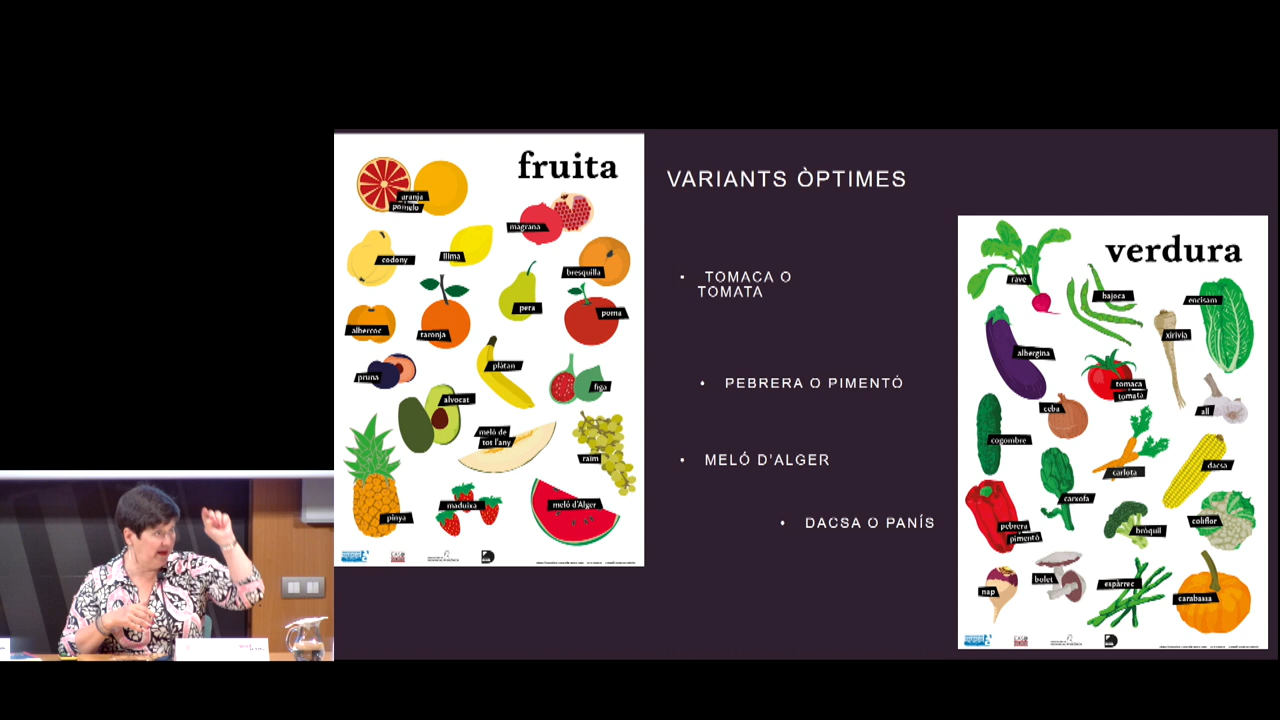 fruita
aranja
pomelo
magrana
codony
llima
bresquilla
pera
poma
albercoc
taronja
plàtan
pruna
figa
alvocat
meló de
tot l'any
raïm
maduixa
meló d'Alger
pinya
VARIANTS ÒPTIMES
• TOMACA O
TOMATA
• PEBRERA O PIMENTÓ
• MELÓ D'ALGER
• DACSA O PANÍS
verdura
rave
bajoca
encisam
xirivia
albergina
tomaca
tomata
ceba
all
cogombre
carlota
dacsa
carxofa
pebrera
pimentó
bròquil
coliflor
bolet
nap
espàrrec
carabassa